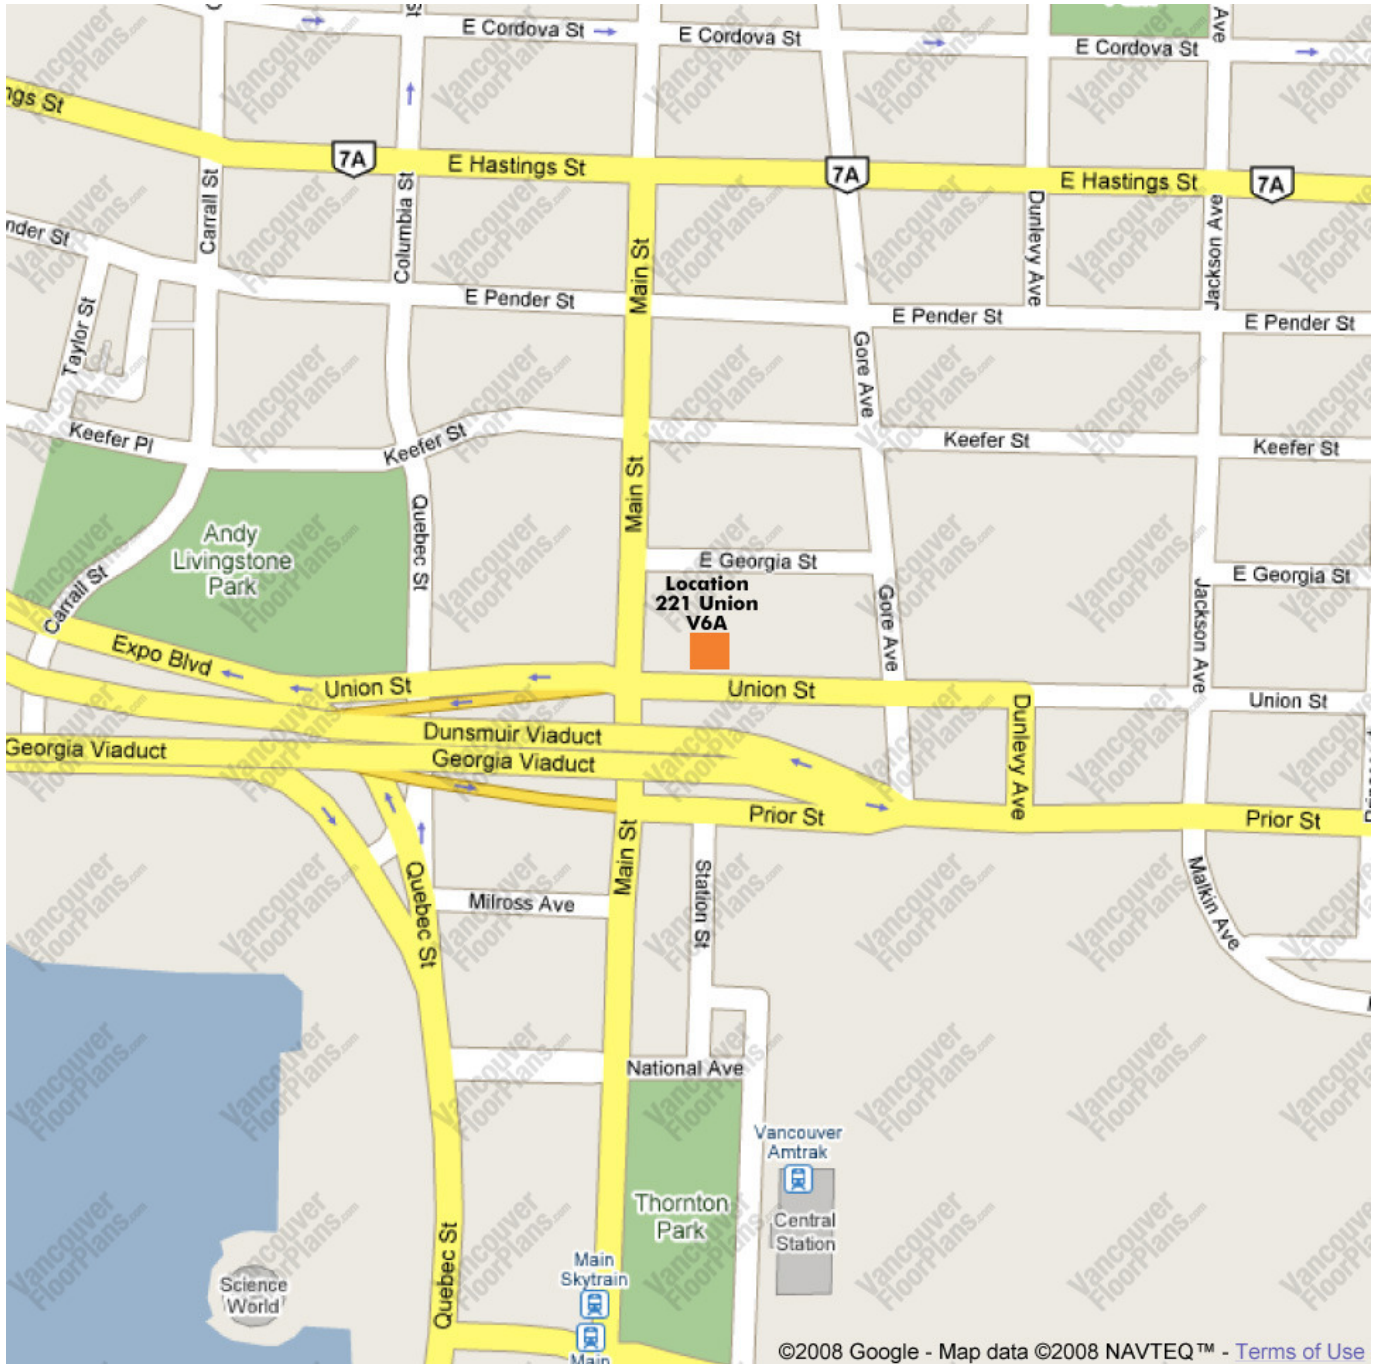 E Cordova St
E Cordova St
E Cordova St
St
Ave
ngs St
7A
E Hastings St
7A
E Hastings St
7A
Carrall St
Columbia St
Main St
Dunlevy Ave
Jackson Ave
nder St
E Pender St
E Pender St
E Pender St
Taylor St
Gore Ave
Keefer Pl
Keefer St
Keefer St
Keefer St
Main St
Quebec St
Andy
Livingstone
Park
E Georgia St
E Georgia St
Location
221 Union
V6A
Carrall St
Gore Ave
Jackson Ave
Expo Blvd
Union St
Union St
Union St
Dunsmuir Viaduct
Georgia Viaduct
Georgia Viaduct
Dunlevy Ave
Prior St
Prior St
Main St
Quebec St
Station St
Malkin Ave
Milross Ave
National Ave
Vancouver
Amtrak
Central
Station
Thornton
Park
Quebec St
Main
Skytrain
Science
World
Main
©2008 Google - Map data ©2008 NAVTEQ™ - Terms of Use
Vancouver
FloorPlans.com